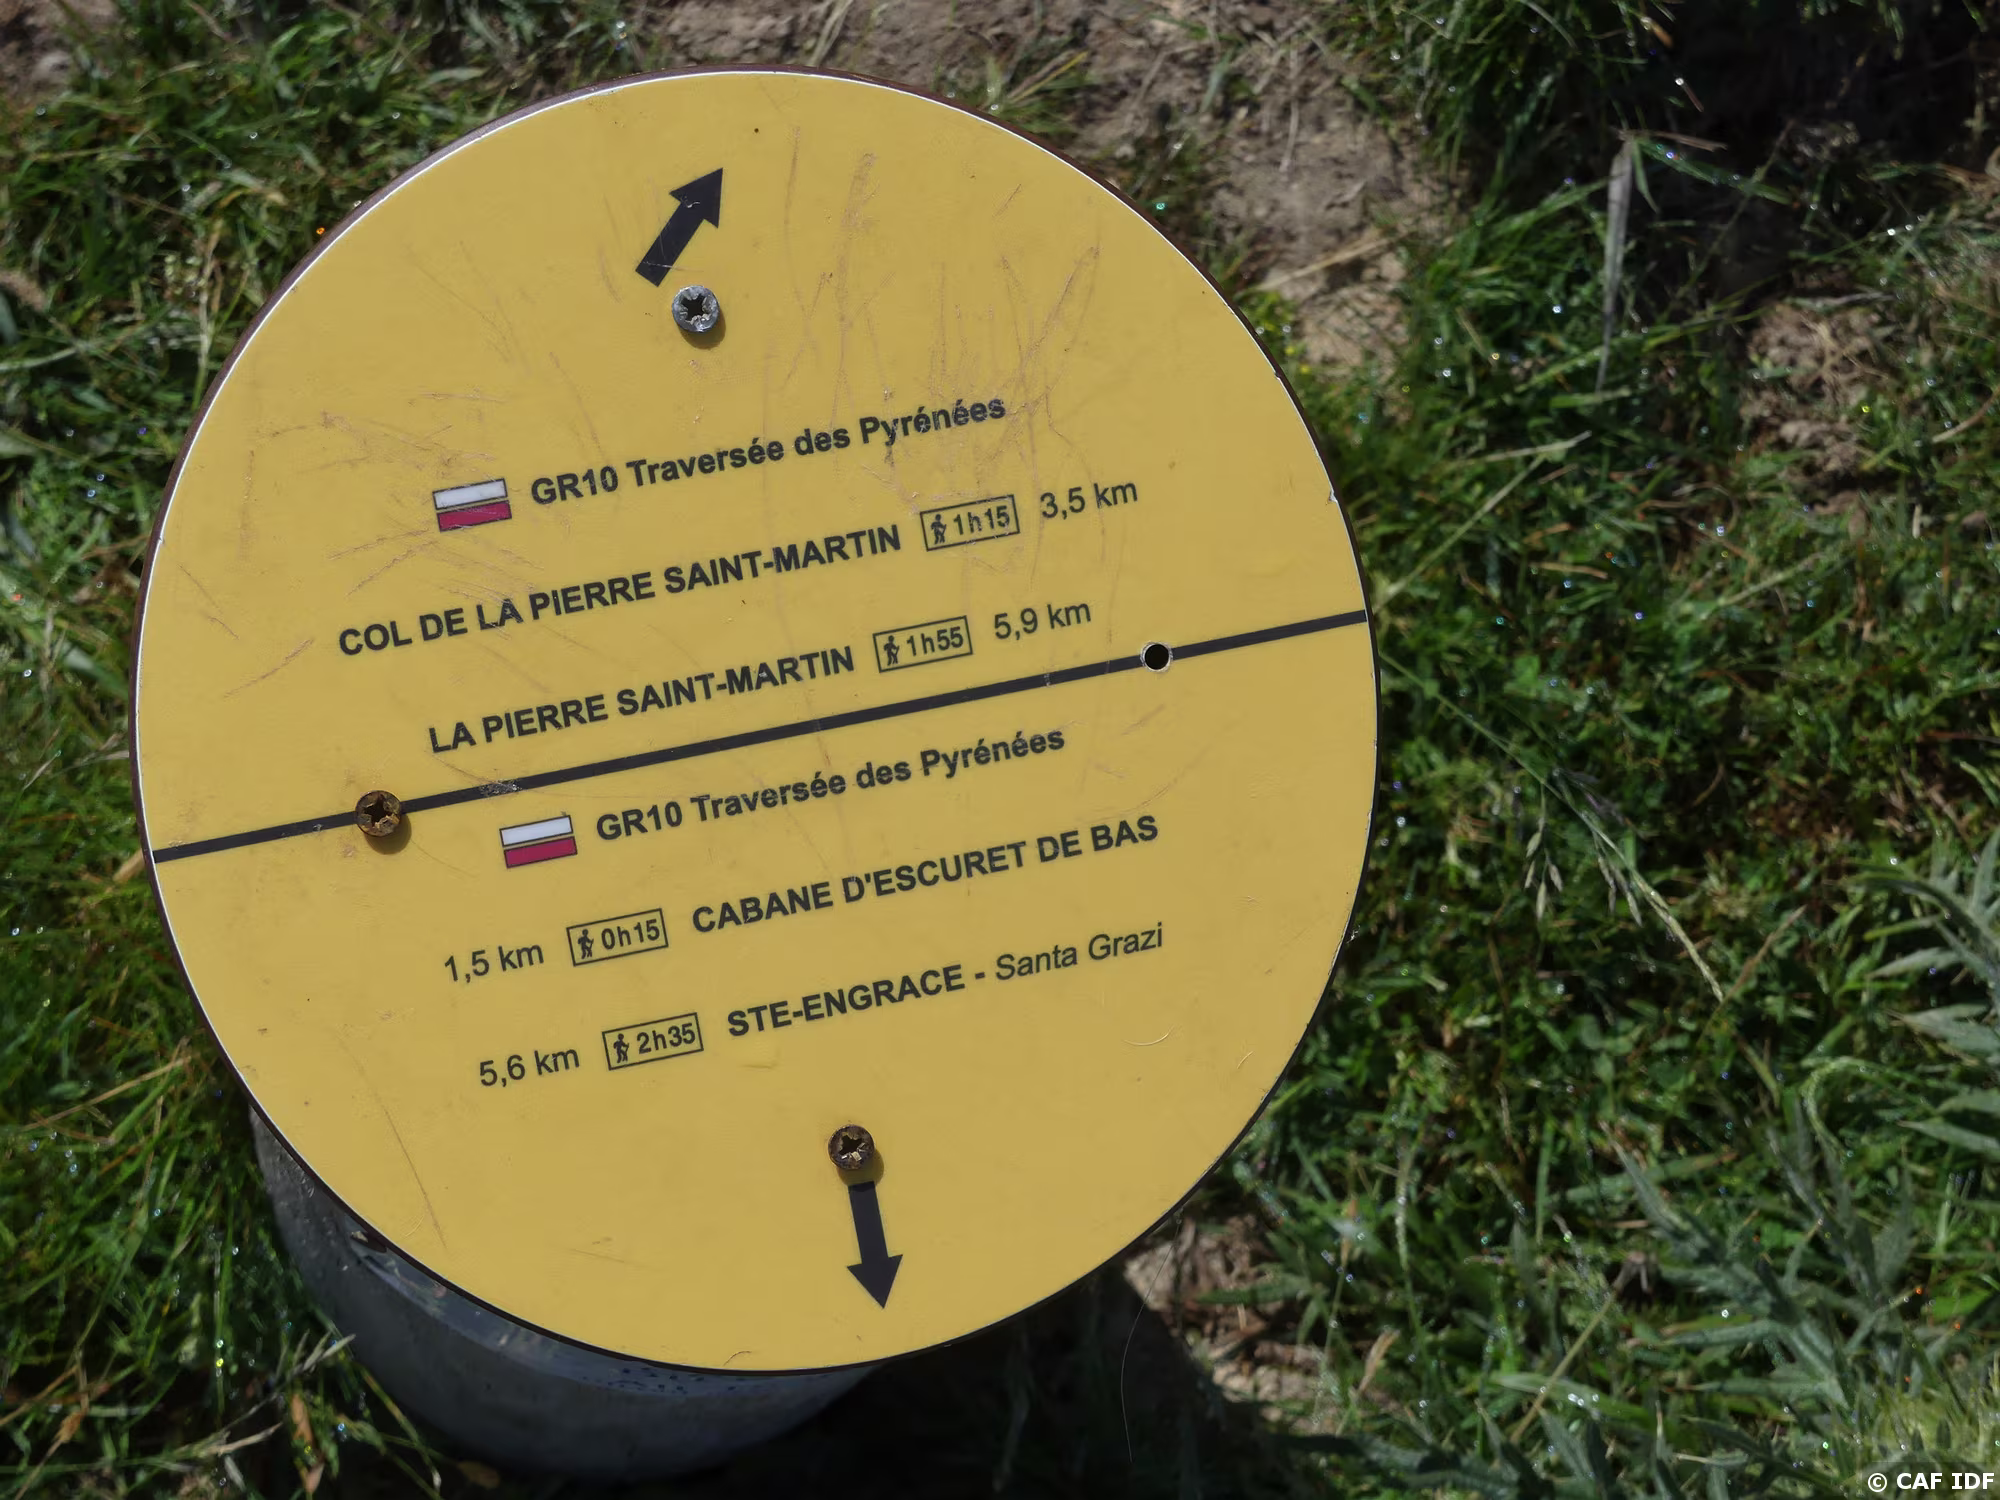 GR10 Traversée des Pyrénées
COL DE LA PIERRE SAINT-MARTIN 1h15 3,5 km
LA PIERRE SAINT-MARTIN 1h55 5,9 km
GR10 Traversée des Pyrénées
1,5 km 0h15 CABANE D'ESCURET DE BAS
5,6 km 2h35 STE-ENGRACE - Santa Grazi
© CAF IDF